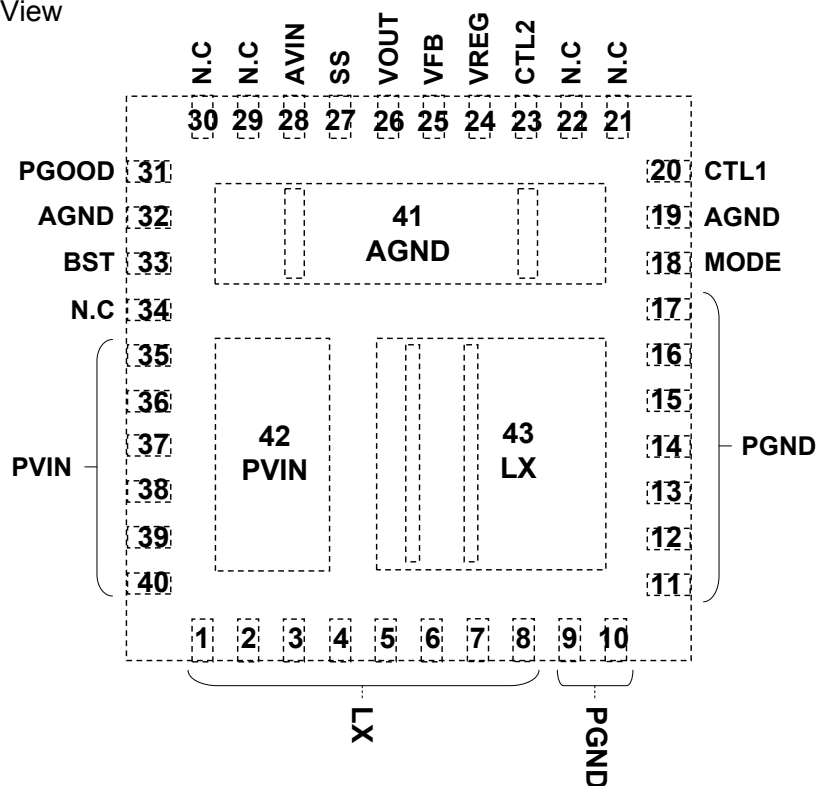 View
N.C N.C AVIN SS VOUT VFB VREG CTL2 N.C N.C
30 29 28 27 26 25 24 23 22 21
PGOOD 31 20 CTL1
AGND 32 41 19 AGND
AGND
BST 33 18 MODE
N.C 34 17
35 16
36 15
37 42 43 14 PGND
PVIN PVIN LX
38 13
39 12
40 11
1 2 3 4 5 6 7 8 9 10
LX PGND